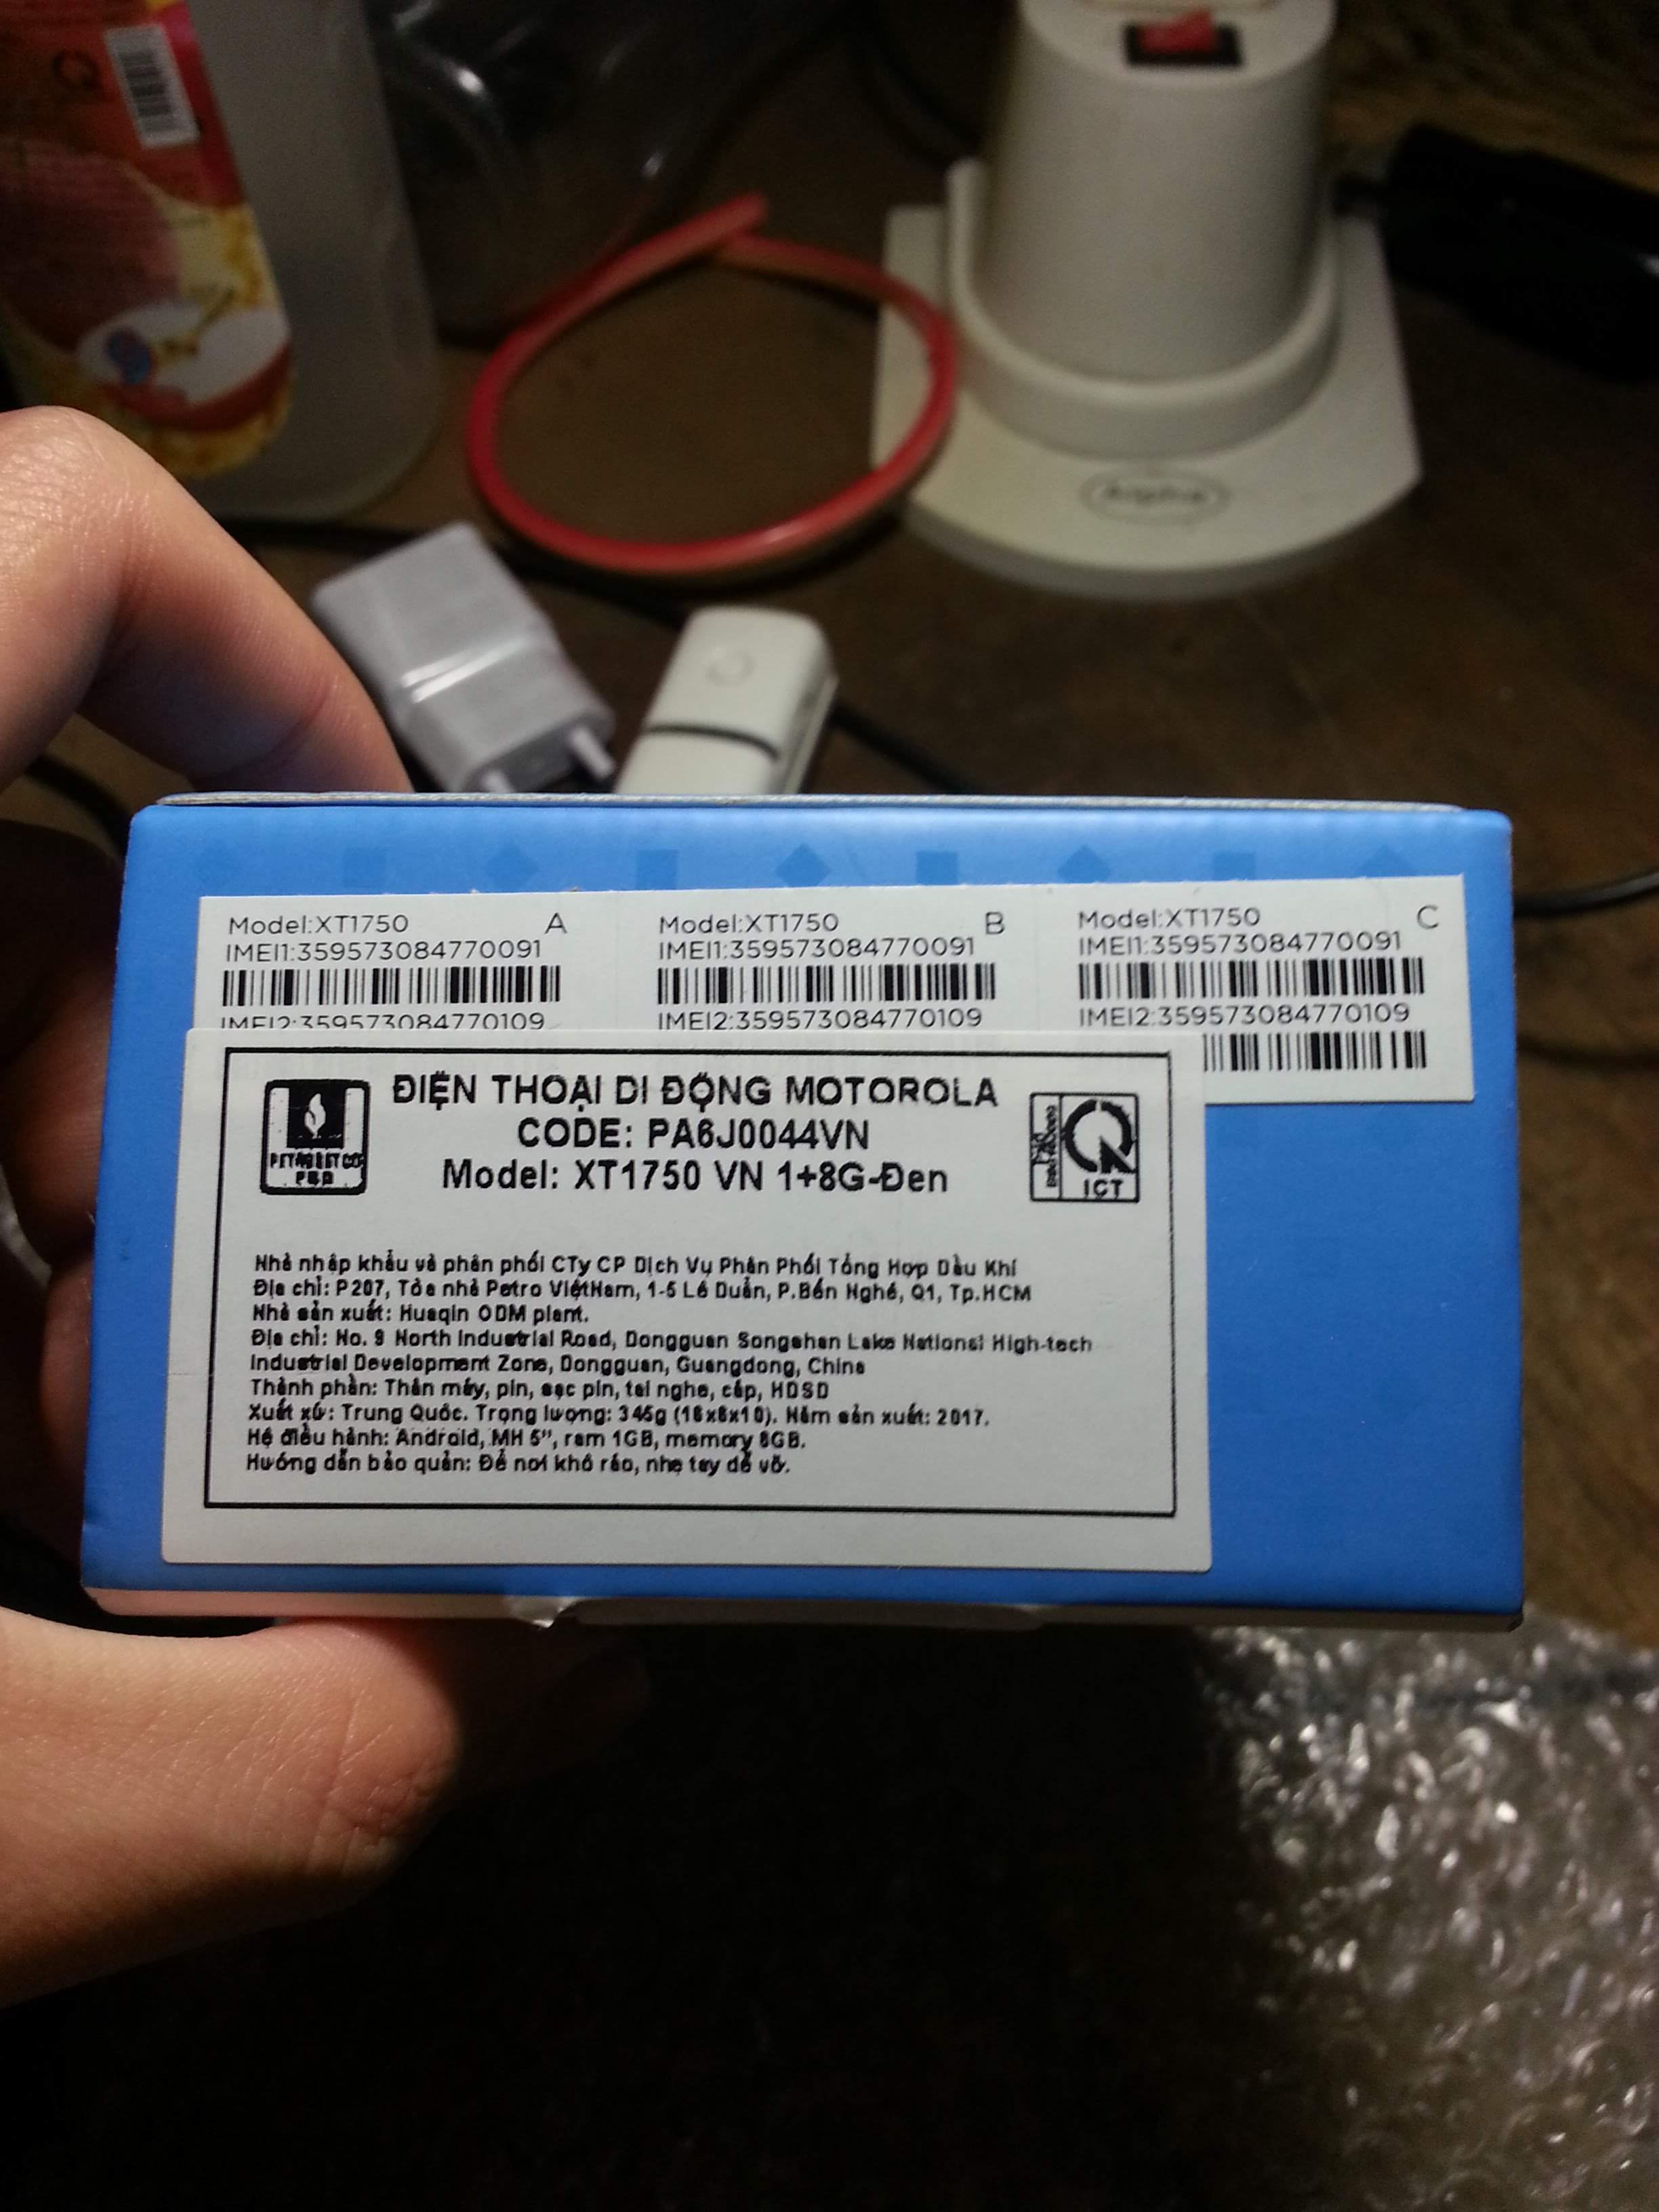 Model:XT1750 A
IMEI1:359573084770091
IMEI2:359573084770109
Model:XT1750 B
IMEI1:359573084770091
IMEI2:359573084770109
Model:XT1750 C
IMEI1:359573084770091
IMEI2:359573084770109
ĐIỆN THOẠI DI ĐỘNG MOTOROLA
CODE: PA6J0044VN
Model: XT1750 VN 1+8G-Đen
PETROSETCO
PSD
ICT
Nhà nhập khẩu và phân phối CTy CP Dịch Vụ Phân Phối Tổng Hợp Dầu Khí
Địa chỉ: P207, Tòa nhà Petro ViệtNam, 1-5 Lê Duẩn, P.Bến Nghé, Q1, Tp.HCM
Nhà sản xuất: Huaqin ODM plant.
Địa chỉ: No. 9 North Industrial Road, Dongguan Songshan Lake National High-tech
Industrial Development Zone, Dongguan, Guangdong, China
Thành phần: Thân máy, pin, sạc pin, tai nghe, cáp, HDSD
Xuất xứ: Trung Quốc. Trọng lượng: 345g (16x8x10). Năm sản xuất: 2017.
Hệ điều hành: Android, MH 5”, ram 1GB, memory 8GB.
Hướng dẫn bảo quản: Để nơi khô ráo, nhẹ tay dễ vỡ.